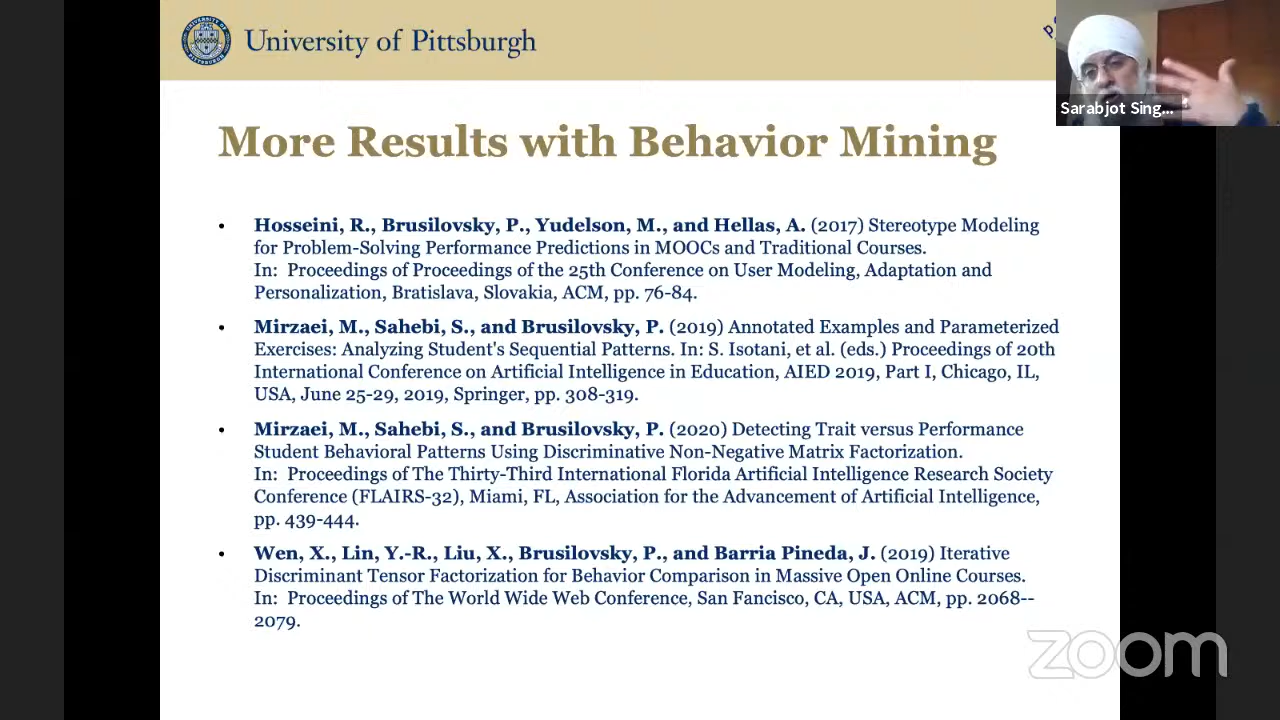 University of Pittsburgh
Sarabjot Sing...
More Results with Behavior Mining
• Hosseini, R., Brusilovsky, P., Yudelson, M., and Hellas, A. (2017) Stereotype Modeling
for Problem-Solving Performance Predictions in MOOCs and Traditional Courses.
In: Proceedings of Proceedings of the 25th Conference on User Modeling, Adaptation and
Personalization, Bratislava, Slovakia, ACM, pp. 76-84.
• Mirzaei, M., Sahebi, S., and Brusilovsky, P. (2019) Annotated Examples and Parameterized
Exercises: Analyzing Student's Sequential Patterns. In: S. Isotani, et al. (eds.) Proceedings of 20th
International Conference on Artificial Intelligence in Education, AIED 2019, Part I, Chicago, IL,
USA, June 25-29, 2019, Springer, pp. 308-319.
• Mirzaei, M., Sahebi, S., and Brusilovsky, P. (2020) Detecting Trait versus Performance
Student Behavioral Patterns Using Discriminative Non-Negative Matrix Factorization.
In: Proceedings of The Thirty-Third International Florida Artificial Intelligence Research Society
Conference (FLAIRS-32), Miami, FL, Association for the Advancement of Artificial Intelligence,
pp. 439-444.
• Wen, X., Lin, Y.-R., Liu, X., Brusilovsky, P., and Barria Pineda, J. (2019) Iterative
Discriminant Tensor Factorization for Behavior Comparison in Massive Open Online Courses.
In: Proceedings of The World Wide Web Conference, San Fancisco, CA, USA, ACM, pp. 2068--
2079.
zoom